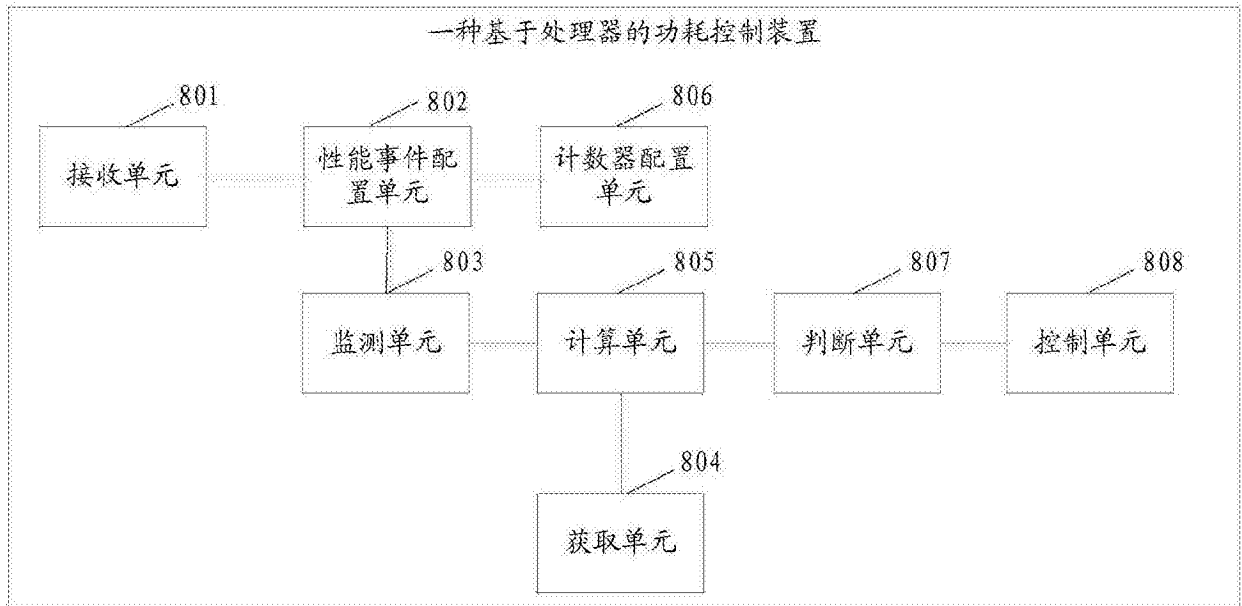 一种基于处理器的功耗控制装置
801
接收单元
802
性能事件配
置单元
806
计数器配置
单元
803
监测单元
805
计算单元
807
判断单元
808
控制单元
804
获取单元